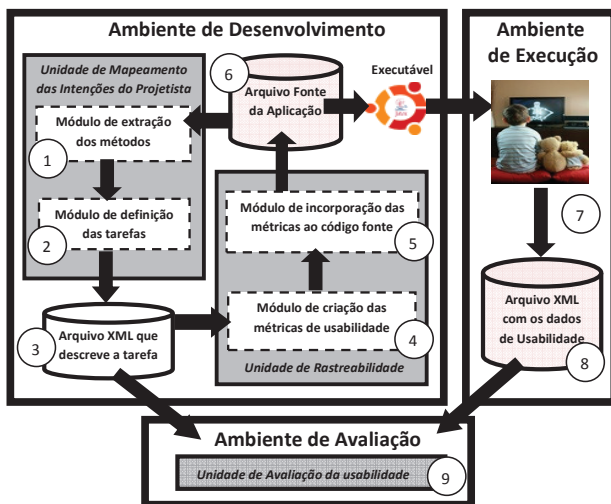 Ambiente de Desenvolvimento
Unidade de Mapeamento
das Intenções do Projetista
Módulo de extração
dos métodos
1
Módulo de definição
das tarefas
2
Arquivo XML que
descreve a tarefa
3
6
Arquivo Fonte
da Aplicação
Executável
java
Módulo de incorporação das
métricas ao código fonte
5
Módulo de criação das
métricas de usabilidade
4
Unidade de Rastreabilidade
Ambiente
de Execução
7
Arquivo XML
com os dados
de Usabilidade
8
Ambiente de Avaliação
Unidade de Avaliação da usabilidade
9